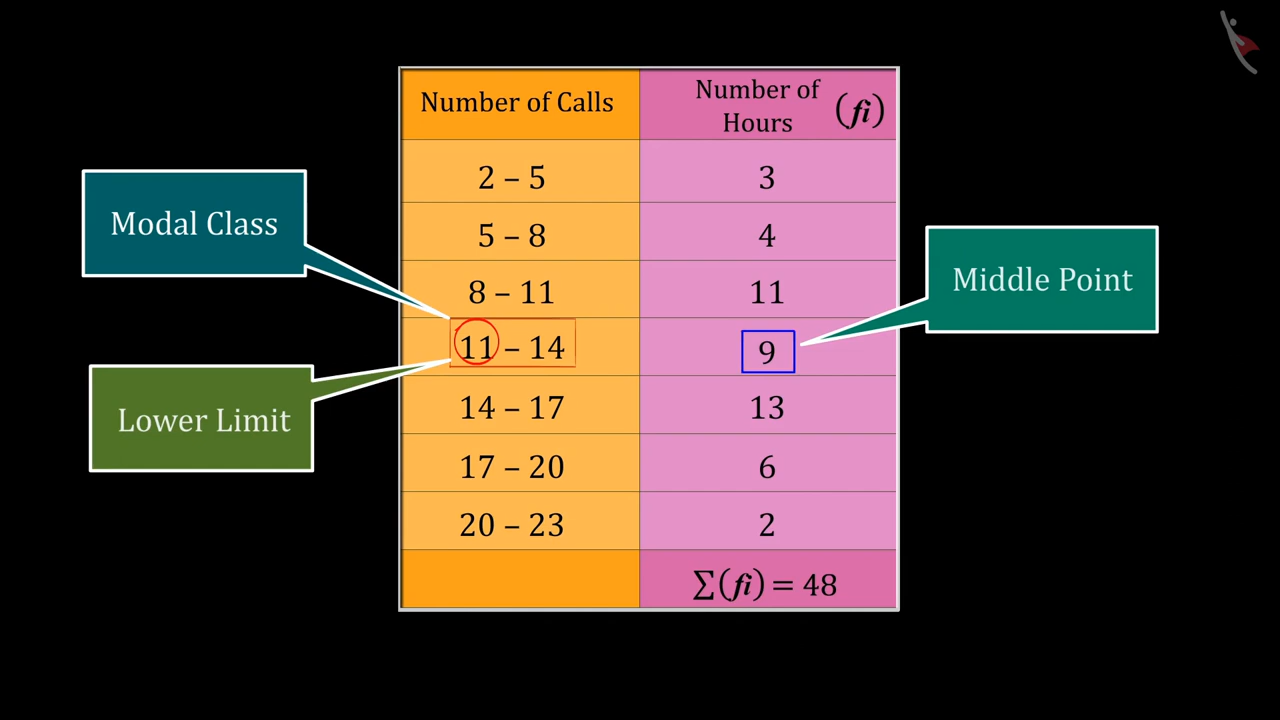 Number of Calls
Number of
Hours
(fi)
2 – 5
3
Modal Class
5 – 8
4
8 – 11
11
Middle Point
11 – 14
9
Lower Limit
14 – 17
13
17 – 20
6
20 – 23
2
∑(fi) = 48